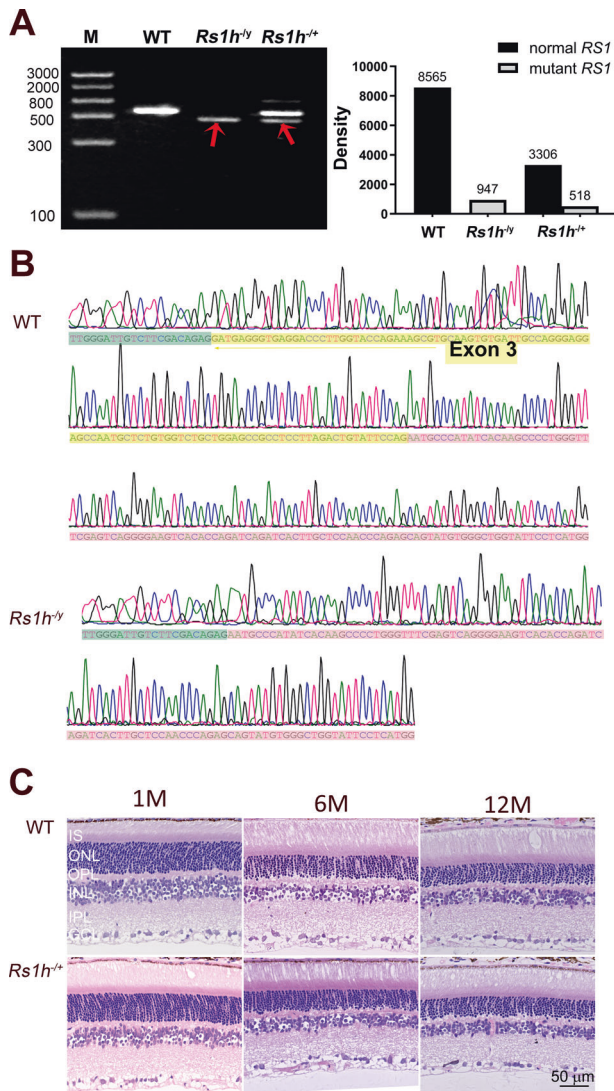 A
M WT Rs1h-/y Rs1h-/+
3000
2000
800
500
300
100
normal RS1
mutant RS1
Density
10000
8000
6000
4000
2000
0
8565
947
3306
518
WT Rs1h-/y Rs1h-/+
B
WT
TTGGGATTGTCTTCGACAGAGGATGAGGGTGAGGACCCTTGGTACCAGAAAGCGTGCAAGTGTGATTGCCAGGGAGG
Exon 3
AGCCAATGCTCTGTGGTCTGCTGGAGCCGCCTCCTTAGACTGTATTCCAGAATGCCCATATCACAAGCCCCTGGGTT
TCGAGTCAGGGGAAGTCACACCAGATCAGATCACTTGCTCCAACCCAGAGCAGTATGTGGGCTGGTATTCCTCATGG
Rs1h-/y
TTGGGATTGTCTTCGACAGAGAATGCCCATATCACAAGCCCCTGGGTTTCGAGTCAGGGGAAGTCACACCAGATC
AGATCACTTGCTCCAACCCAGAGCAGTATGTGGGCTGGTATTCCTCATGG
C
1M 6M 12M
WT
IS
ONL
OPL
INL
IPL
GCL
Rs1h-/+
50 µm